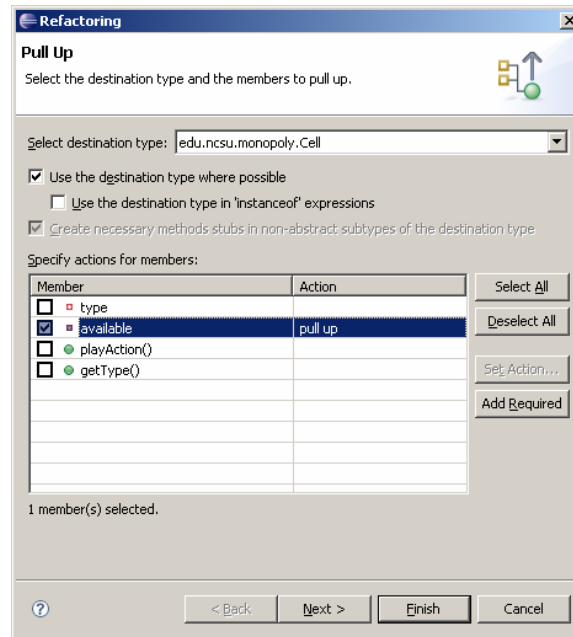 Refactoring
Pull Up
Select the destination type and the members to pull up.
Select destination type: edu.ncsu.monopoly.Cell
Use the destination type where possible
Use the destination type in 'instanceof' expressions
Create necessary methods stubs in non-abstract subtypes of the destination type
Specify actions for members:
Member Action Select All
type
available pull up Deselect All
playAction()
getType() Set Action...
Add Required
1 member(s) selected.
? < Back Next > Finish Cancel